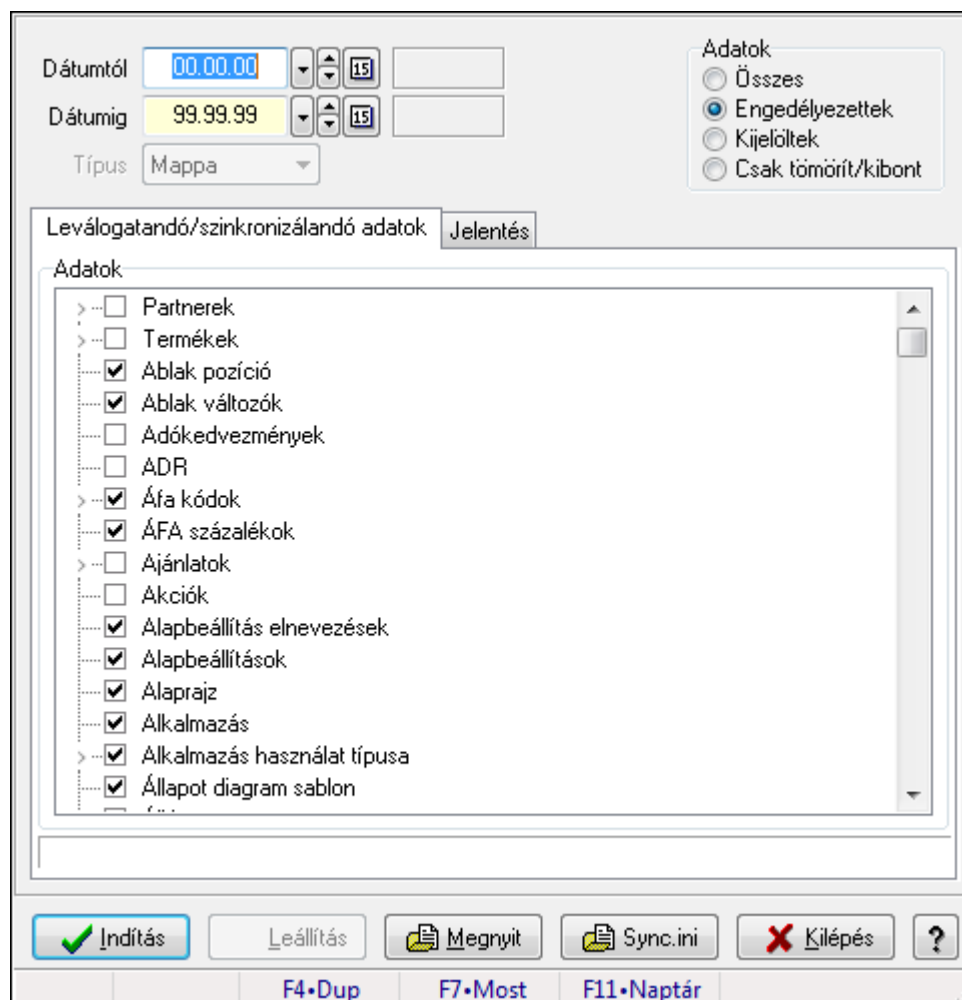 Dátumtól 00.00.00 15
Dátumig 99.99.99 15
Típus Mappa
Adatok
Összes
Engedélyezettek
Kijelöltek
Csak tömörít/kibont
Leválogatandó/szinkronizálandó adatok Jelentés
Adatok
Partnerek
Termékek
Ablak pozíció
Ablak változók
Adókedvezmények
ADR
Áfa kódok
ÁFA százalékok
Ajánlatok
Akciók
Alapbeállítás elnevezések
Alapbeállítások
Alaprajz
Alkalmazás
Alkalmazás használat típusa
Állapot diagram sablon
Indítás Leállítás Megnyit Sync.ini Kilépés ?
F4•Dup F7•Most F11•Naptár